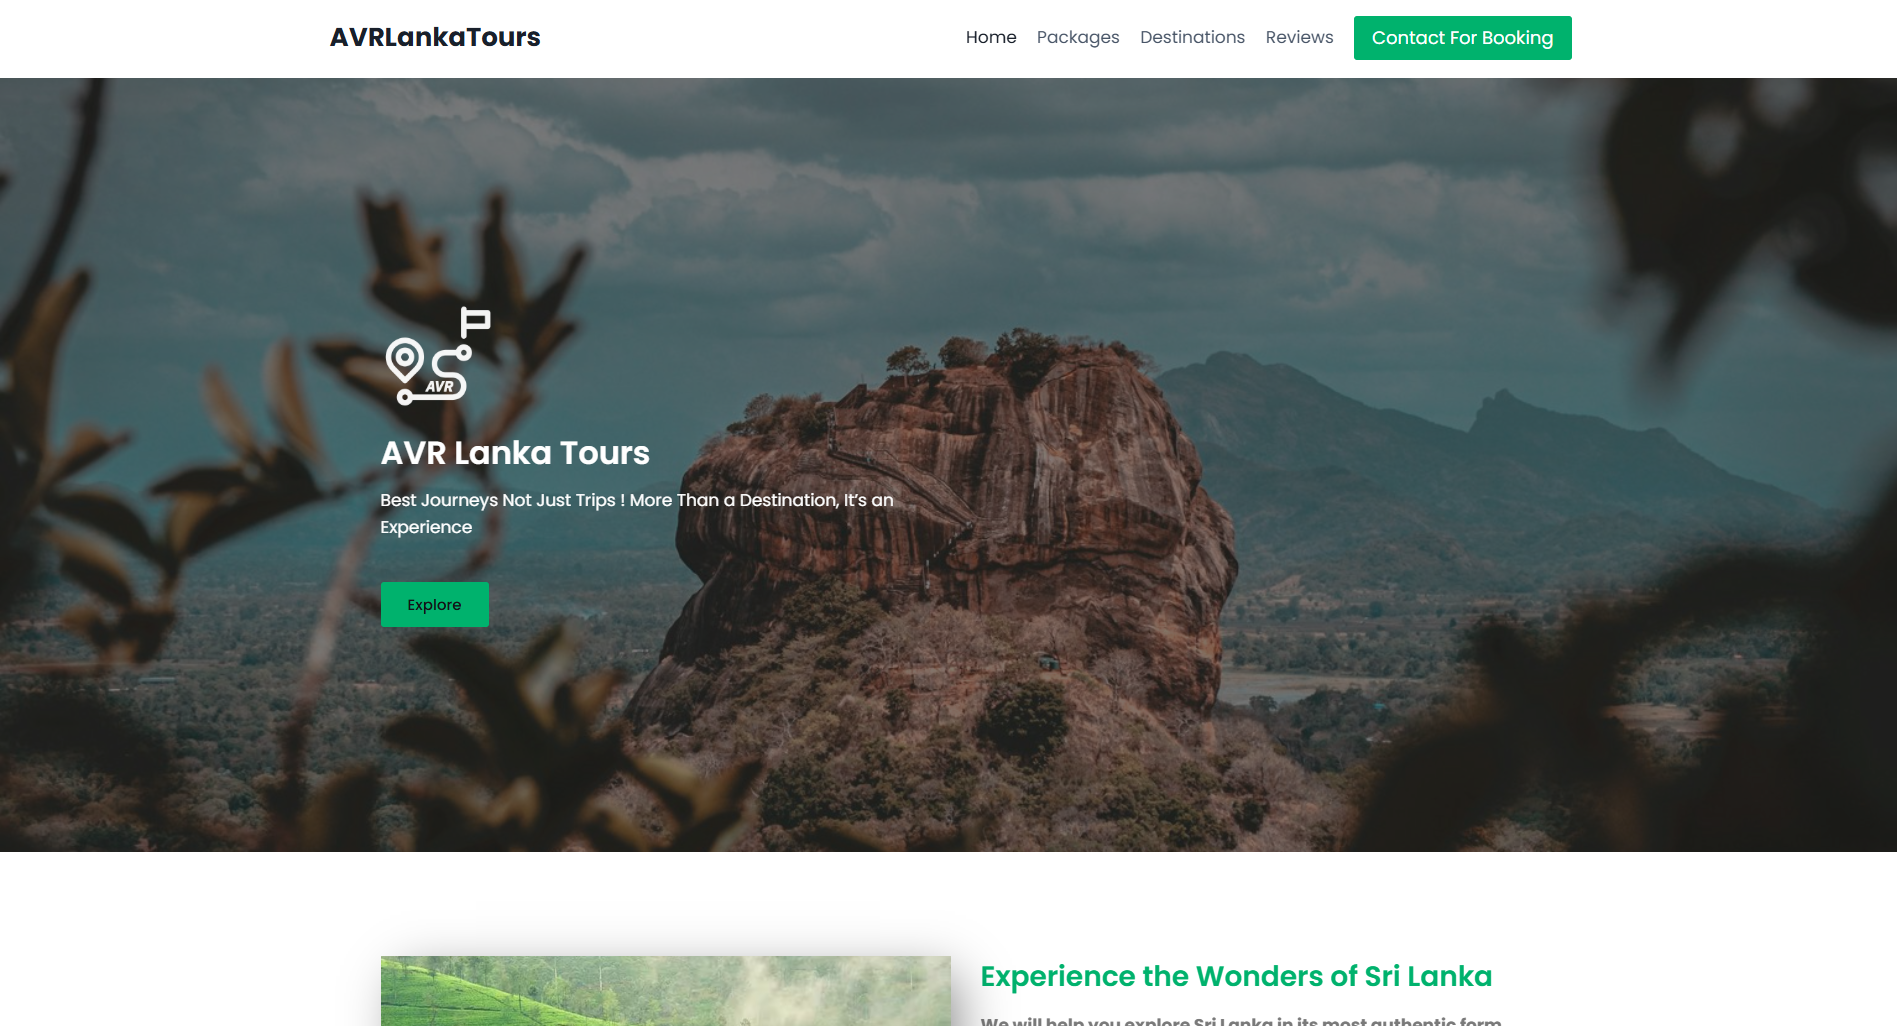 AVRLankaTours
Home Packages Destinations Reviews Contact For Booking
AVR
AVR Lanka Tours
Best Journeys Not Just Trips ! More Than a Destination, It's an
Experience
Explore
Experience the Wonders of Sri Lanka
We will help you explore Sri Lanka in its most authentic form